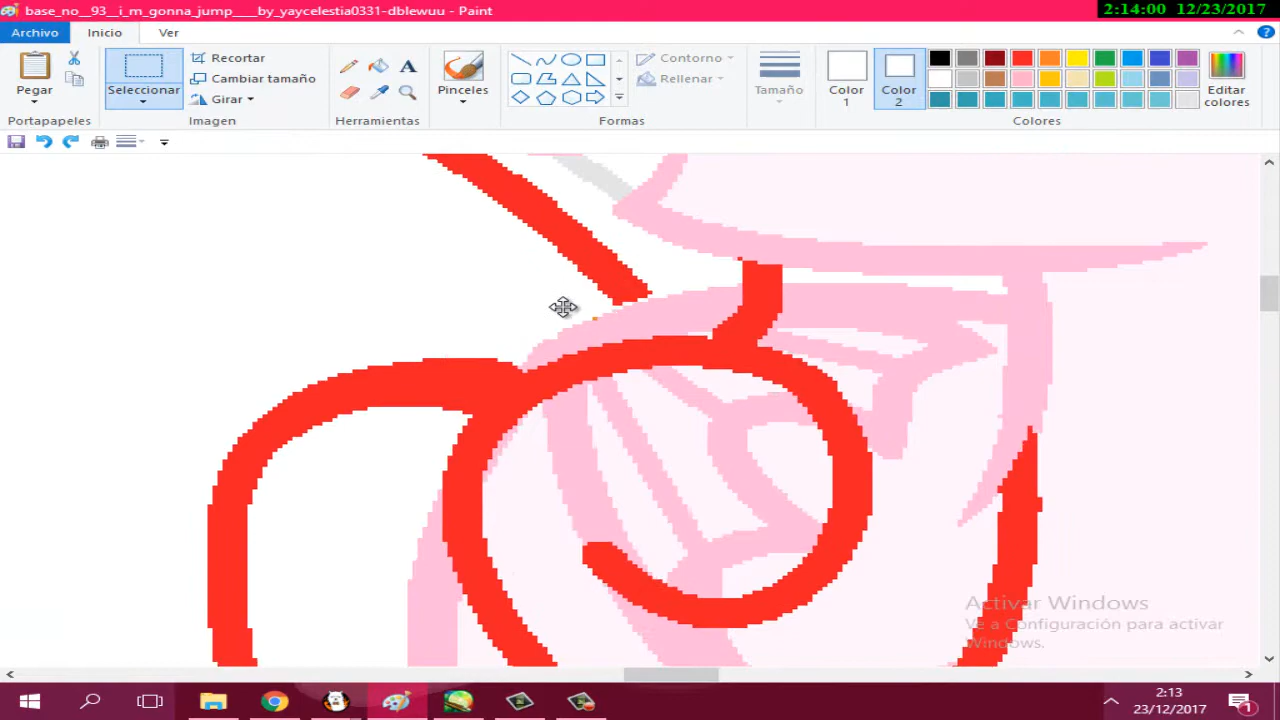 base_no__93__i_m_gonna_jump____by_yaycelestia0331-dblewuu - Paint
2:14:00 12/23/2017
Archivo Inicio Ver
Pegar
Seleccionar
Recortar
Cambiar tamaño
Girar
A
Pinceles
Contorno
Rellenar
Tamaño
Color 1
Color 2
Editar colores
Portapapeles Imagen Herramientas Formas Colores
Activar Windows
Ve a Configuración para activar
Windows.
2:13
23/12/2017
1